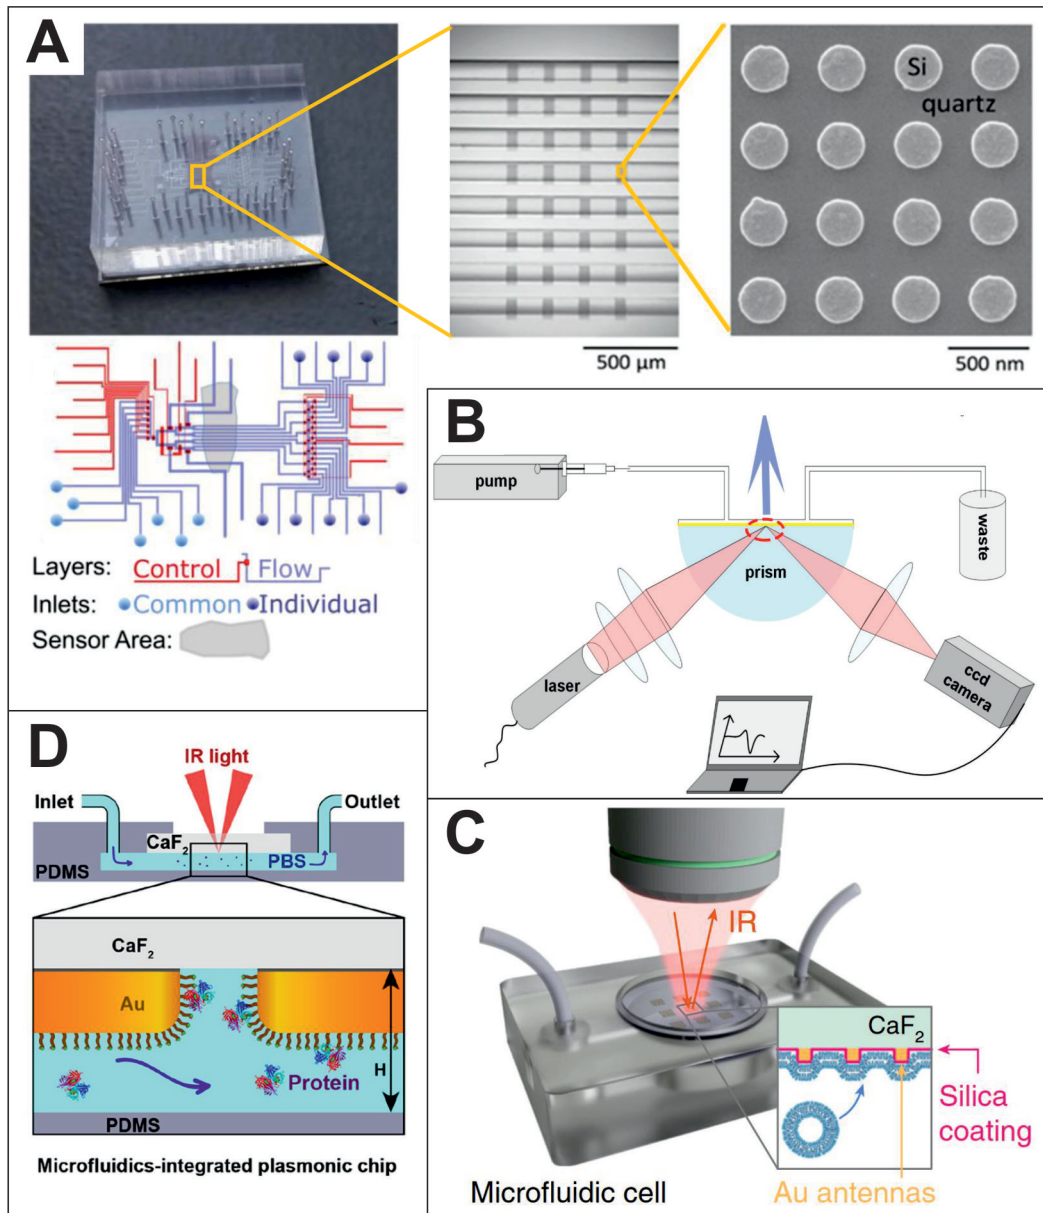 A
Si
quartz
500 µm
500 nm
Layers: Control Flow
Inlets: Common Individual
Sensor Area:
B
pump
waste
prism
laser
ccd
camera
D
IR light
Inlet
Outlet
CaF2
PBS
PDMS
CaF2
Au
H
Protein
PDMS
Microfluidics-integrated plasmonic chip
C
IR
CaF2
Silica
coating
Microfluidic cell
Au antennas